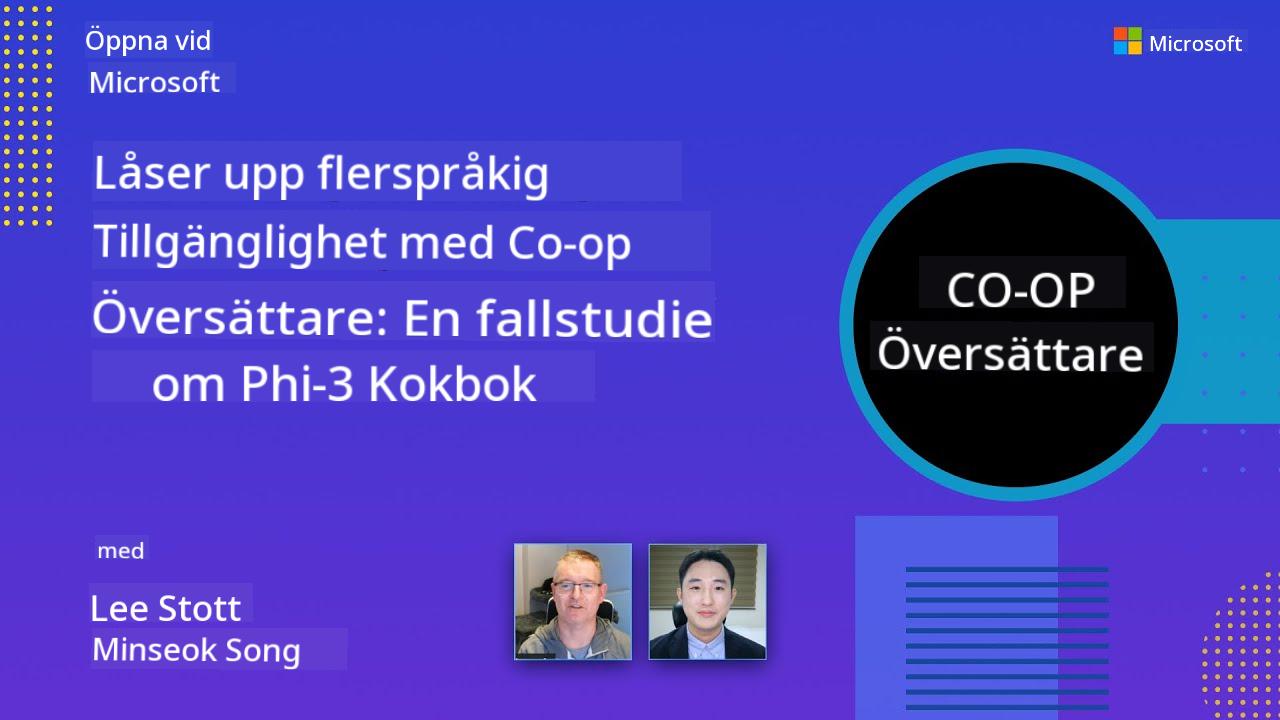 Öppna vid
Microsoft
Microsoft
Låser upp flerspråkig
Tillgänglighet med Co-op
Översättare: En fallstudie
om Phi-3 Kokbok
CO-OP
Översättare
med
Lee Stott
Minseok Song